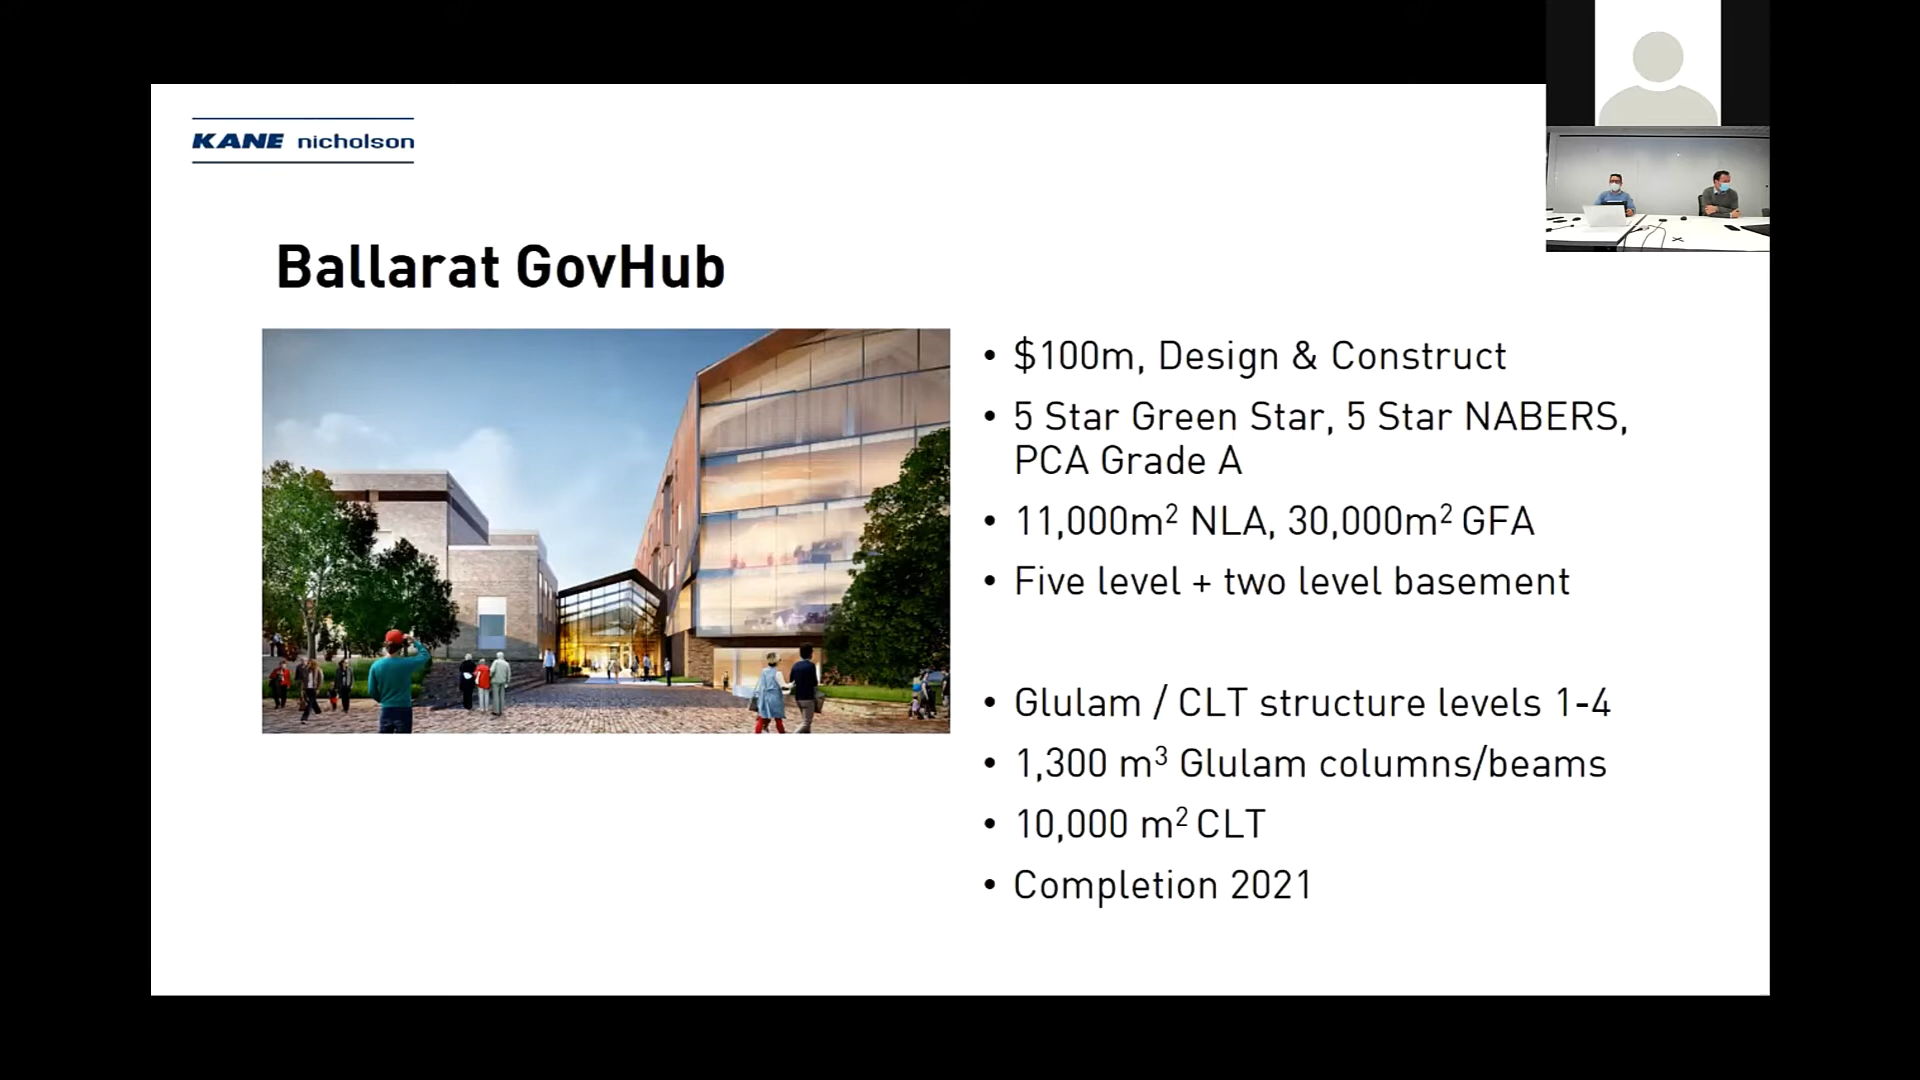 KANE nicholson
Ballarat GovHub
• $100m, Design & Construct
• 5 Star Green Star, 5 Star NABERS,
PCA Grade A
• 11,000m² NLA, 30,000m² GFA
• Five level + two level basement
• Glulam / CLT structure levels 1-4
• 1,300 m³ Glulam columns/beams
• 10,000 m² CLT
• Completion 2021